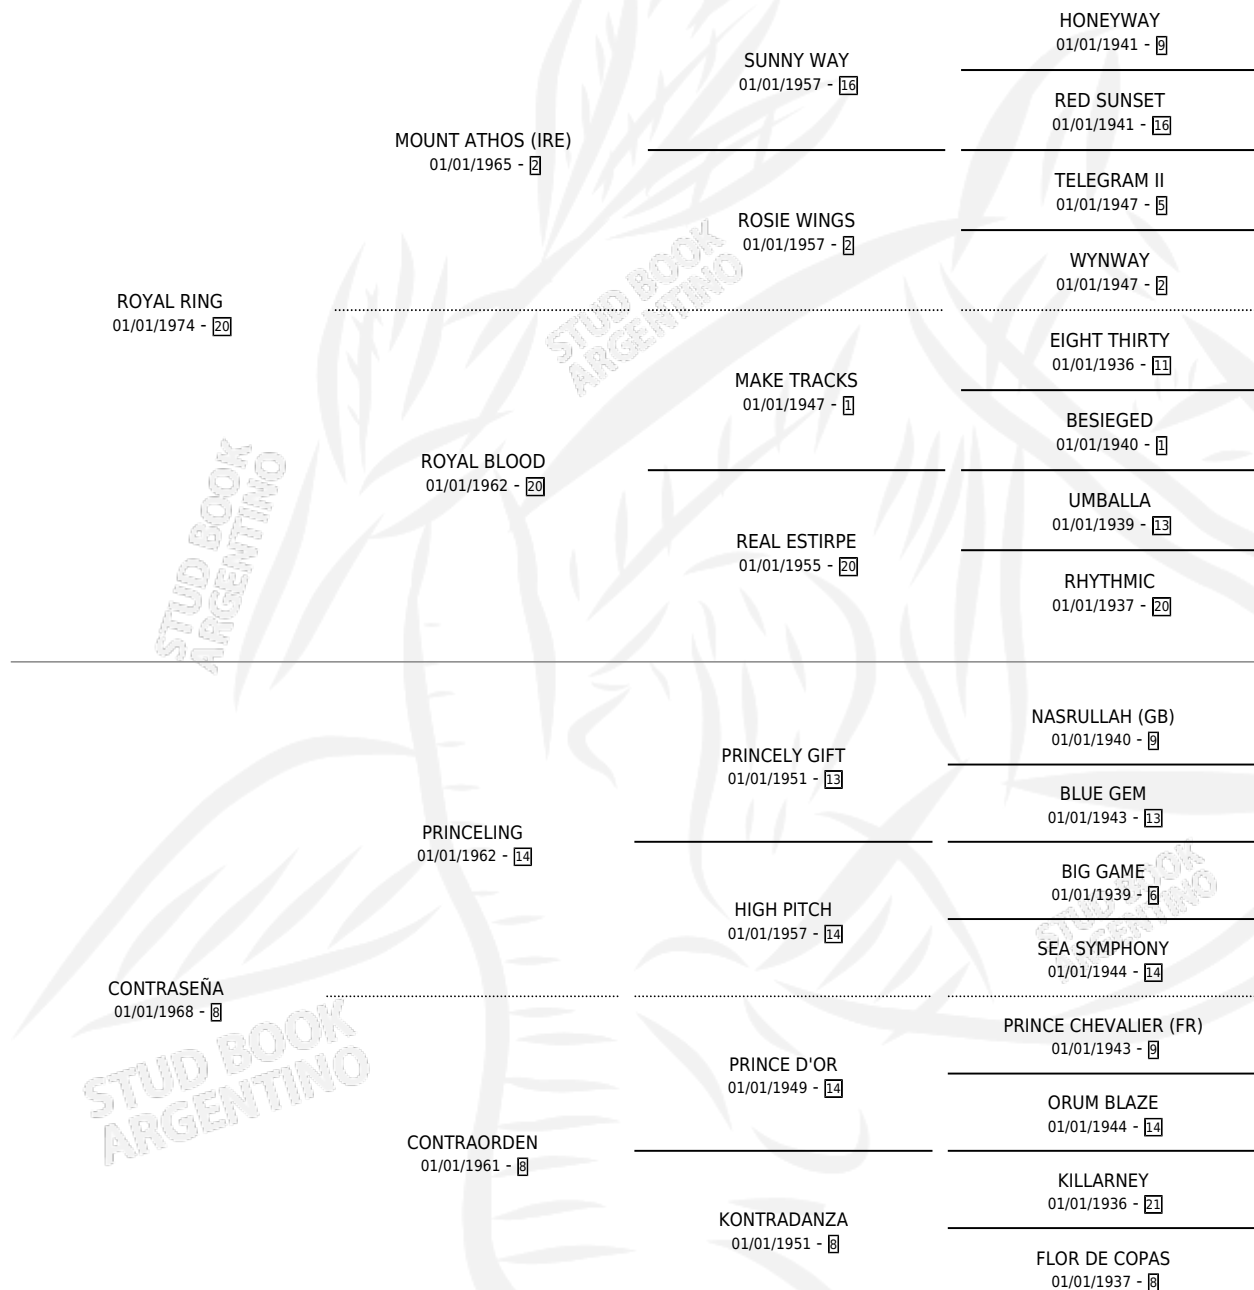 HONEYWAY
01/01/1941 - 9
SUNNY WAY
01/01/1957 - 16
RED SUNSET
01/01/1941 - 16
MOUNT ATHOS (IRE)
01/01/1965 - 2
TELEGRAM II
01/01/1947 - 5
ROSIE WINGS
01/01/1957 - 2
WYNWAY
01/01/1947 - 2
ROYAL RING
01/01/1974 - 20
EIGHT THIRTY
01/01/1936 - 11
MAKE TRACKS
01/01/1947 - 1
BESIEGED
01/01/1940 - 1
ROYAL BLOOD
01/01/1962 - 20
UMBALLA
01/01/1939 - 13
REAL ESTIRPE
01/01/1955 - 20
RHYTHMIC
01/01/1937 - 20
NASRULLAH (GB)
01/01/1940 - 9
PRINCELY GIFT
01/01/1951 - 13
BLUE GEM
01/01/1943 - 13
PRINCELING
01/01/1962 - 14
BIG GAME
01/01/1939 - 6
HIGH PITCH
01/01/1957 - 14
SEA SYMPHONY
01/01/1944 - 14
CONTRASEÑA
01/01/1968 - 8
PRINCE CHEVALIER (FR)
01/01/1943 - 9
PRINCE D'OR
01/01/1949 - 14
ORUM BLAZE
01/01/1944 - 14
CONTRAORDEN
01/01/1961 - 8
KILLARNEY
01/01/1936 - 21
KONTRADANZA
01/01/1951 - 8
FLOR DE COPAS
01/01/1937 - 8
STUD BOOK
ARGENTINO
STUD BOOK
ARGENTINO
STUD BOOK
ARGENTINO
STUD BOOK
ARGENTINO